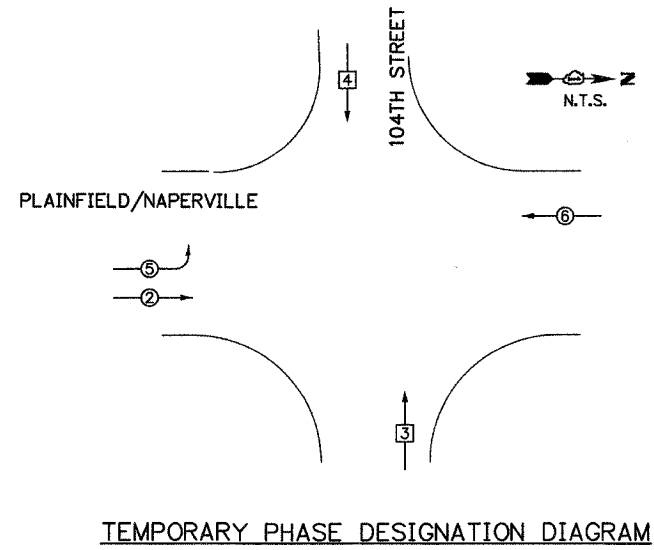 4
104TH STREET
N
N.T.S.
PLAINFIELD/NAPERVILLE
6
5
2
3
TEMPORARY PHASE DESIGNATION DIAGRAM